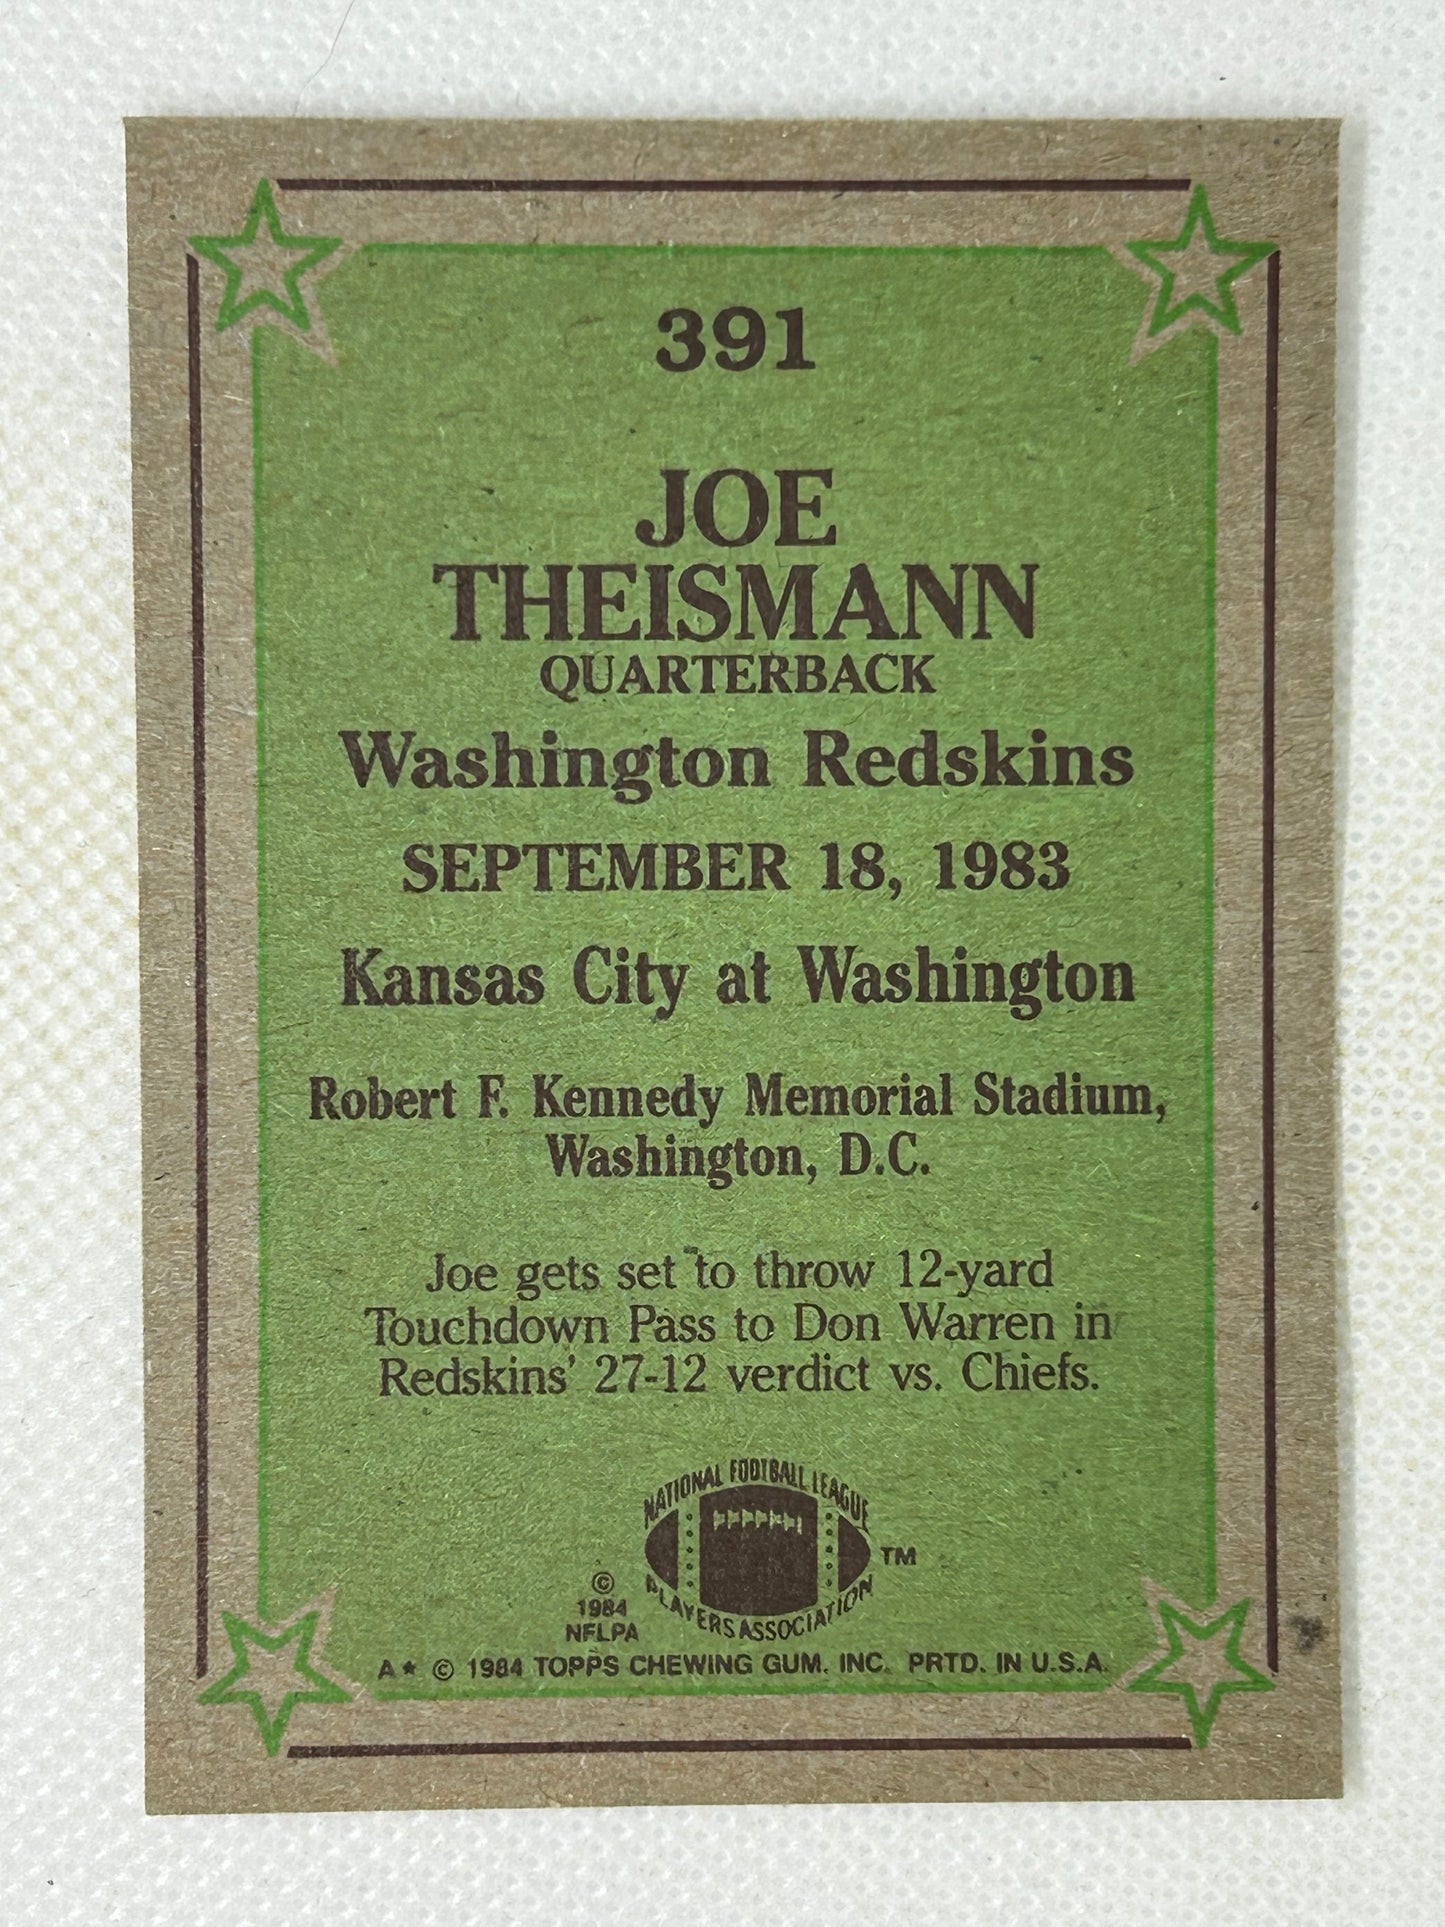 391
JOE
THEISMANN
QUARTERBACK
Washington Redskins
SEPTEMBER 18, 1983
Kansas City at Washington
Robert F. Kennedy Memorial Stadium,
Washington, D.C.
Joe gets set to throw 12-yard
Touchdown Pass to Don Warren in
Redskins' 27-12 verdict vs. Chiefs.
NATIONAL FOOTBALL LEAGUE
PLAYERS ASSOCIATION
TM
©
1984
NFLPA
A★ © 1984 TOPPS CHEWING GUM, INC. PRTD. IN U.S.A.